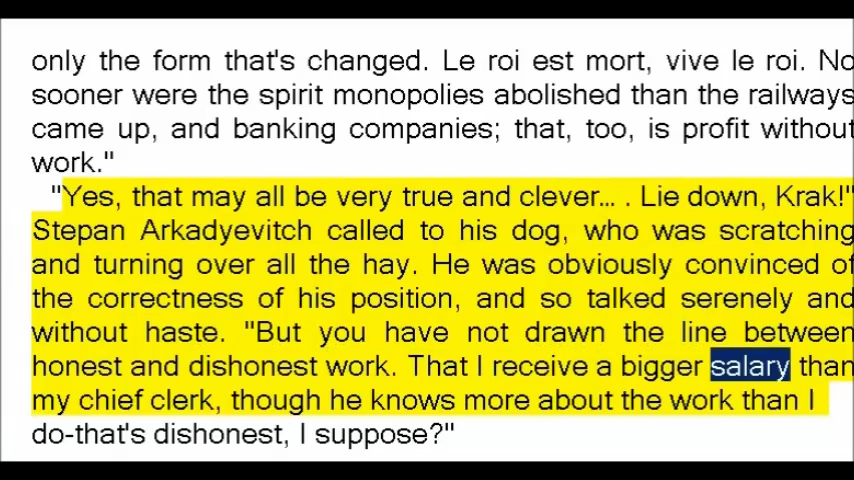 only the form that's changed. Le roi est mort, vive le roi. No
sooner were the spirit monopolies abolished than the railways
came up, and banking companies; that, too, is profit without
work."
"Yes, that may all be very true and clever... . Lie down, Krak!"
Stepan Arkadyevitch called to his dog, who was scratching
and turning over all the hay. He was obviously convinced of
the correctness of his position, and so talked serenely and
without haste. "But you have not drawn the line between
honest and dishonest work. That I receive a bigger salary than
my chief clerk, though he knows more about the work than I
do-that's dishonest, I suppose?"